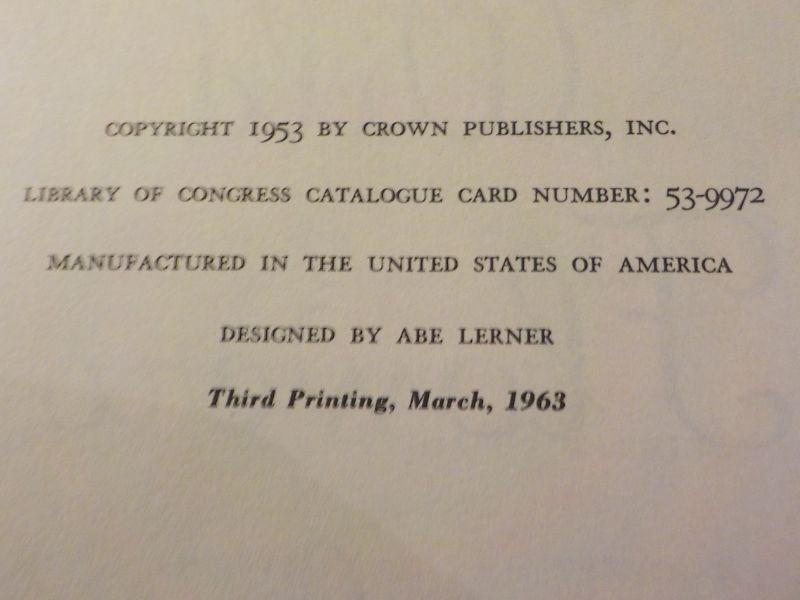 COPYRIGHT 1953 BY CROWN PUBLISHERS, INC.
LIBRARY OF CONGRESS CATALOGUE CARD NUMBER: 53-9972
MANUFACTURED IN THE UNITED STATES OF AMERICA
DESIGNED BY ABE LERNER
Third Printing, March, 1963